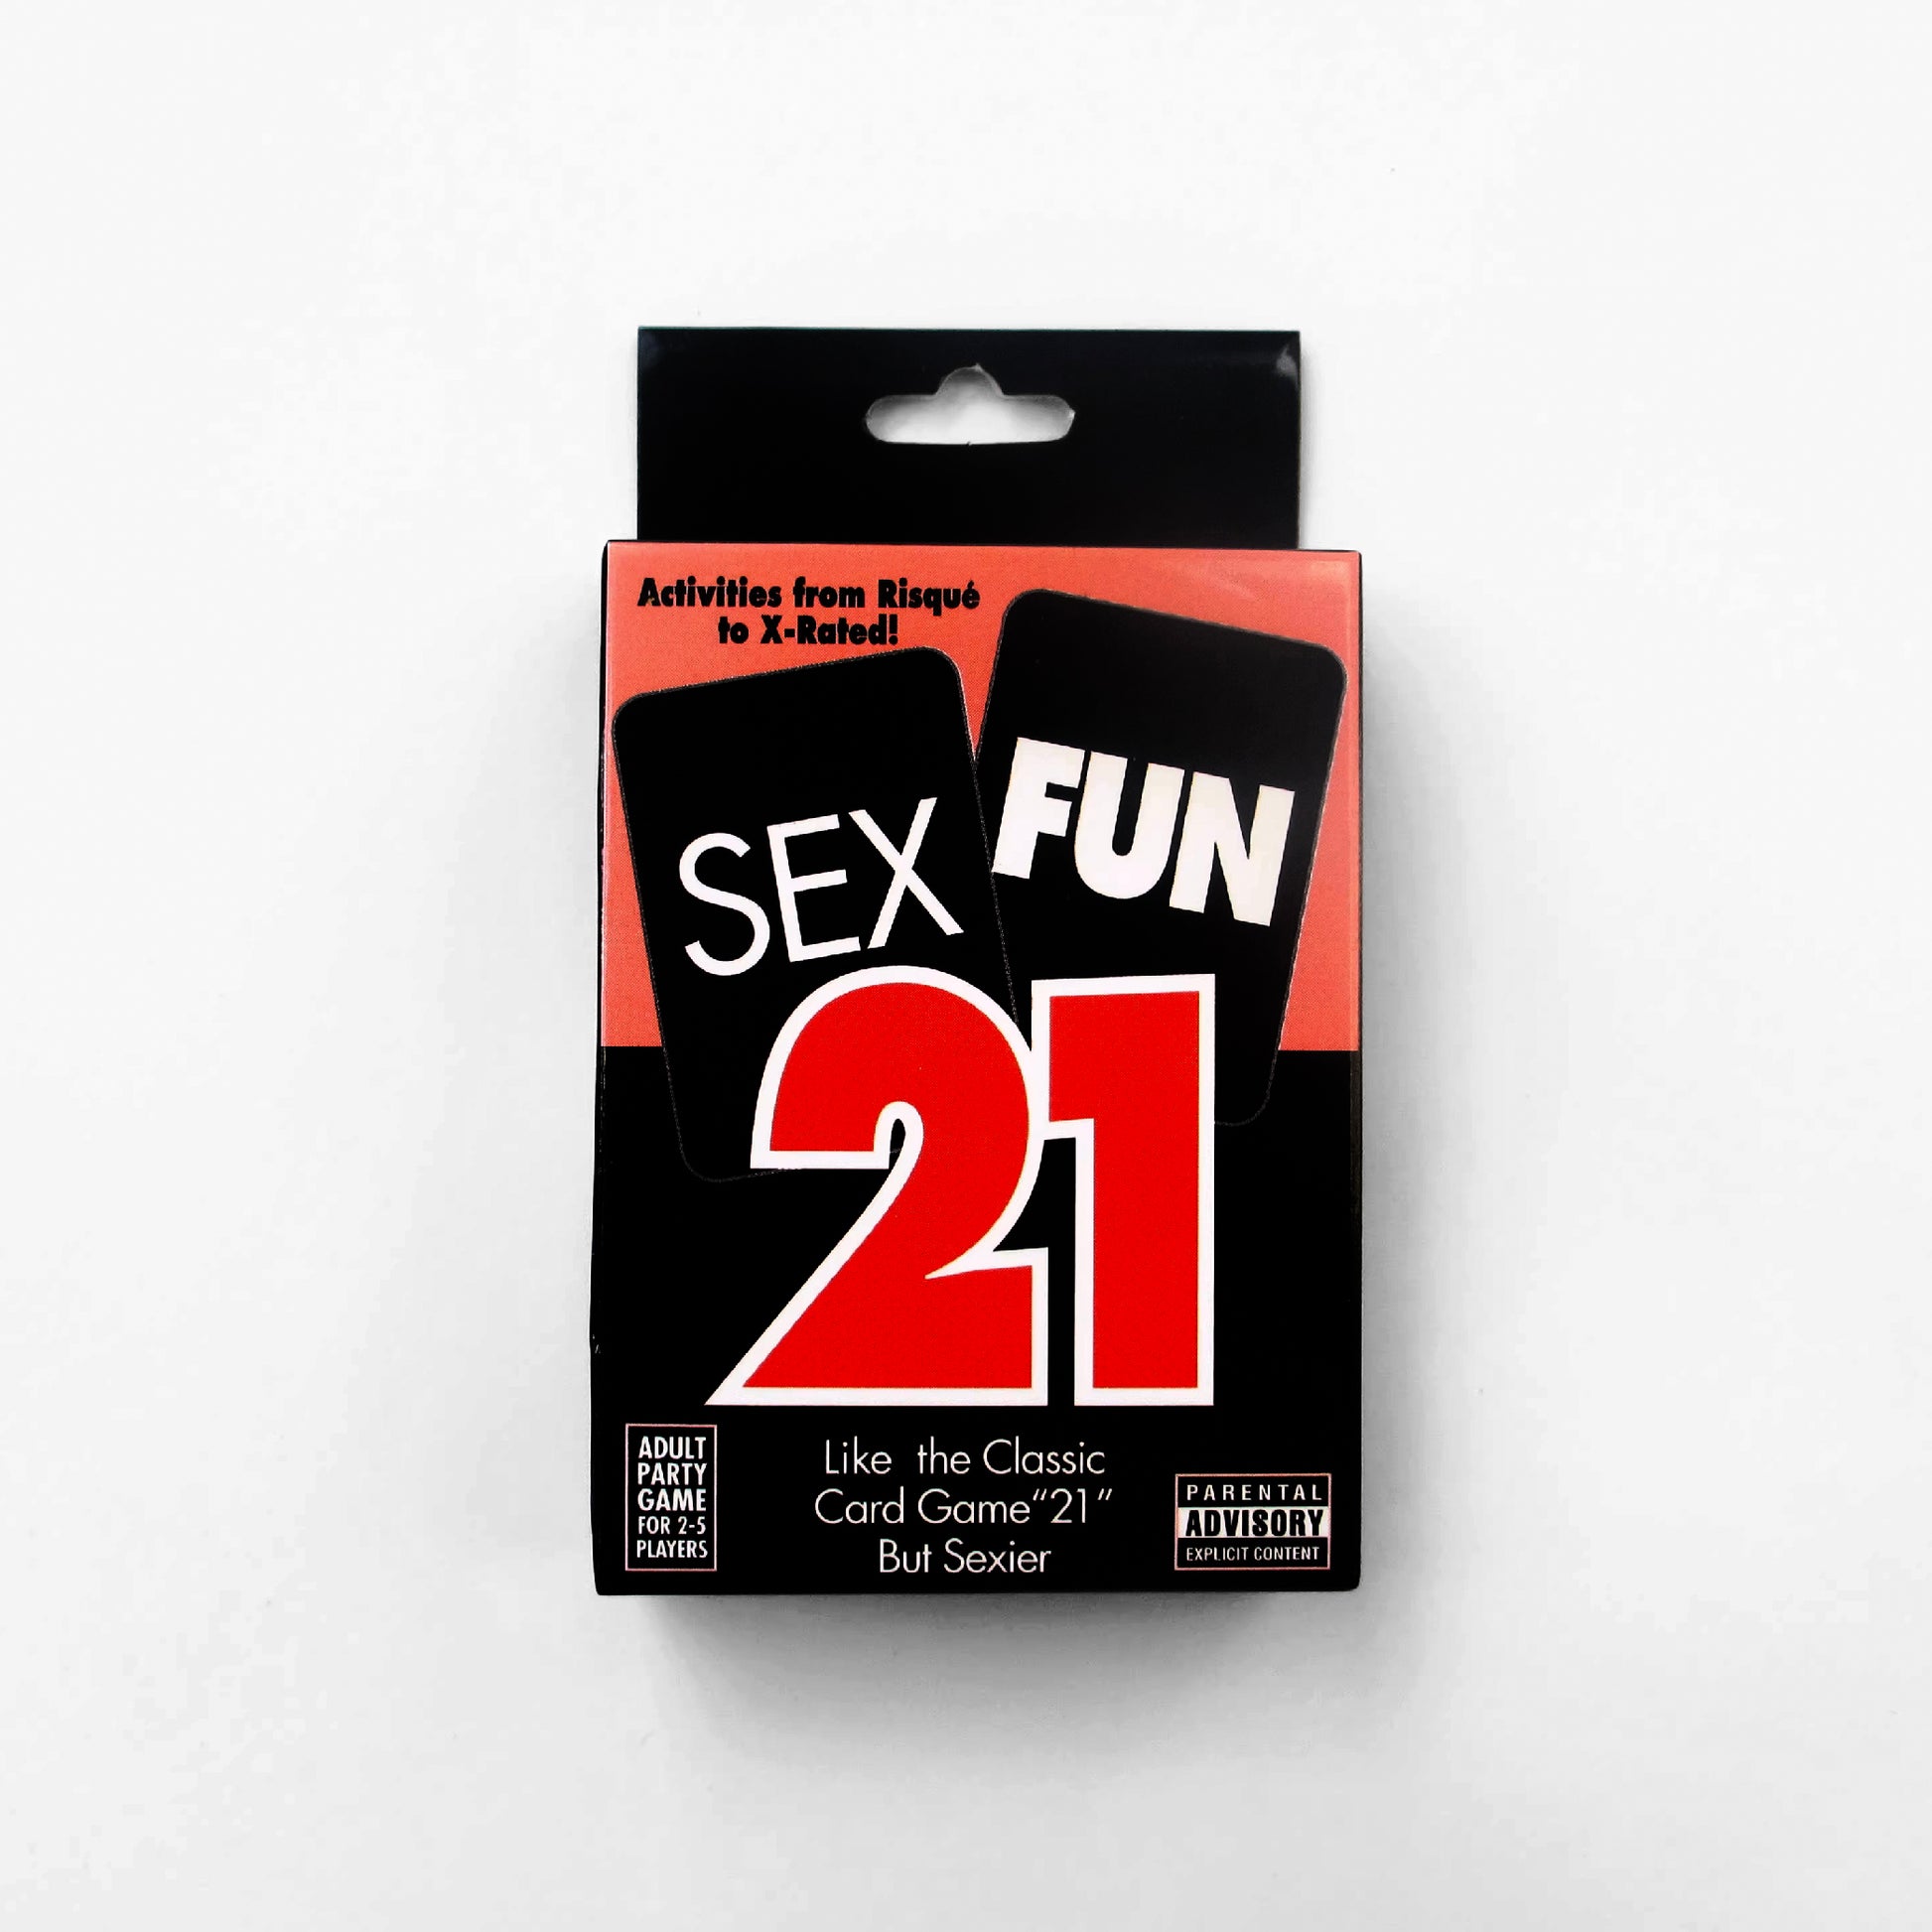 Activities from Risqué
to X-Rated!
SEX
FUN
21
ADULT
PARTY
GAME
FOR 2-5
PLAYERS
Like the Classic
Card Game“21”
But Sexier
PARENTAL
ADVISORY
EXPLICIT CONTENT